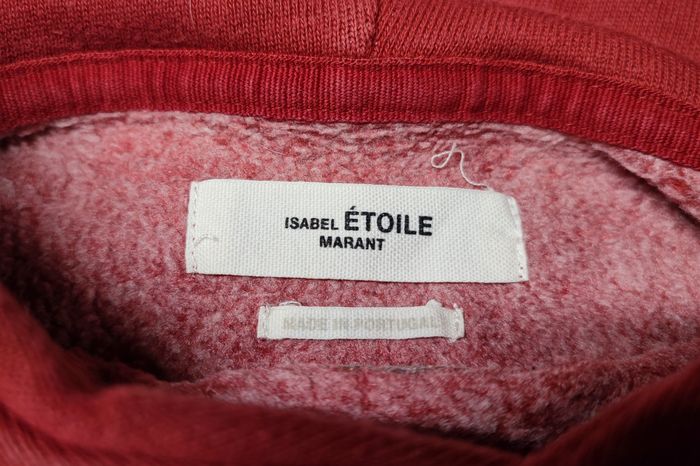 ISABEL ÉTOILE
MARANT
MADE IN PORTUGAL